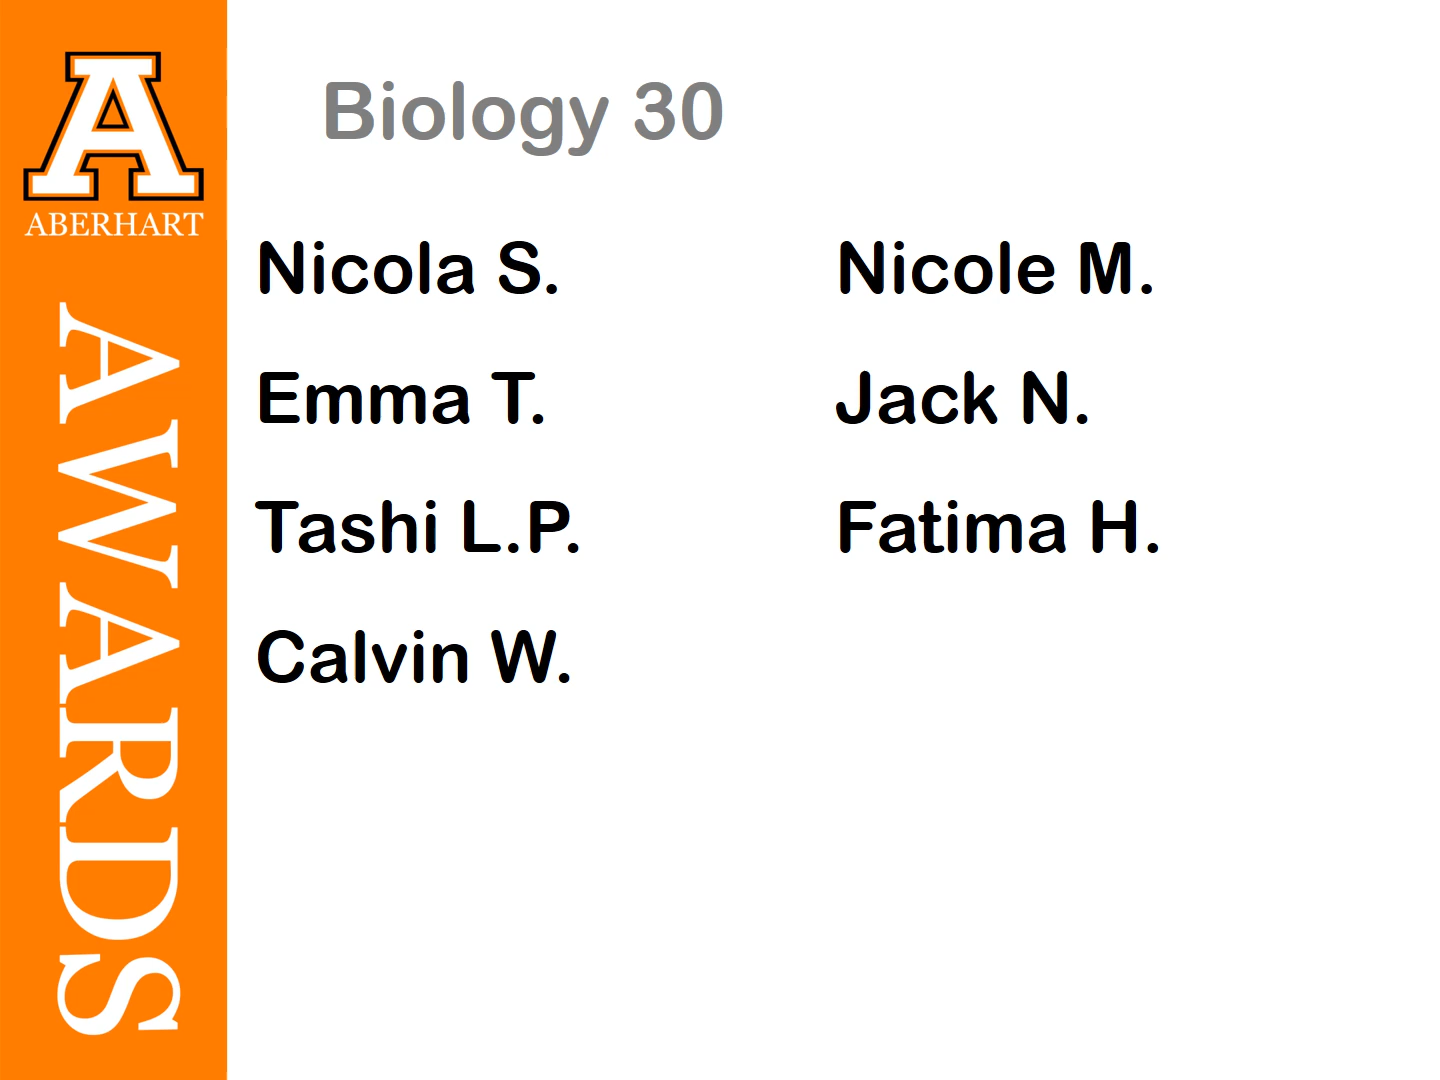 A
ABERHART
AWARDS
Biology 30
Nicola S.
Nicole M.
Emma T.
Jack N.
Tashi L.P.
Fatima H.
Calvin W.